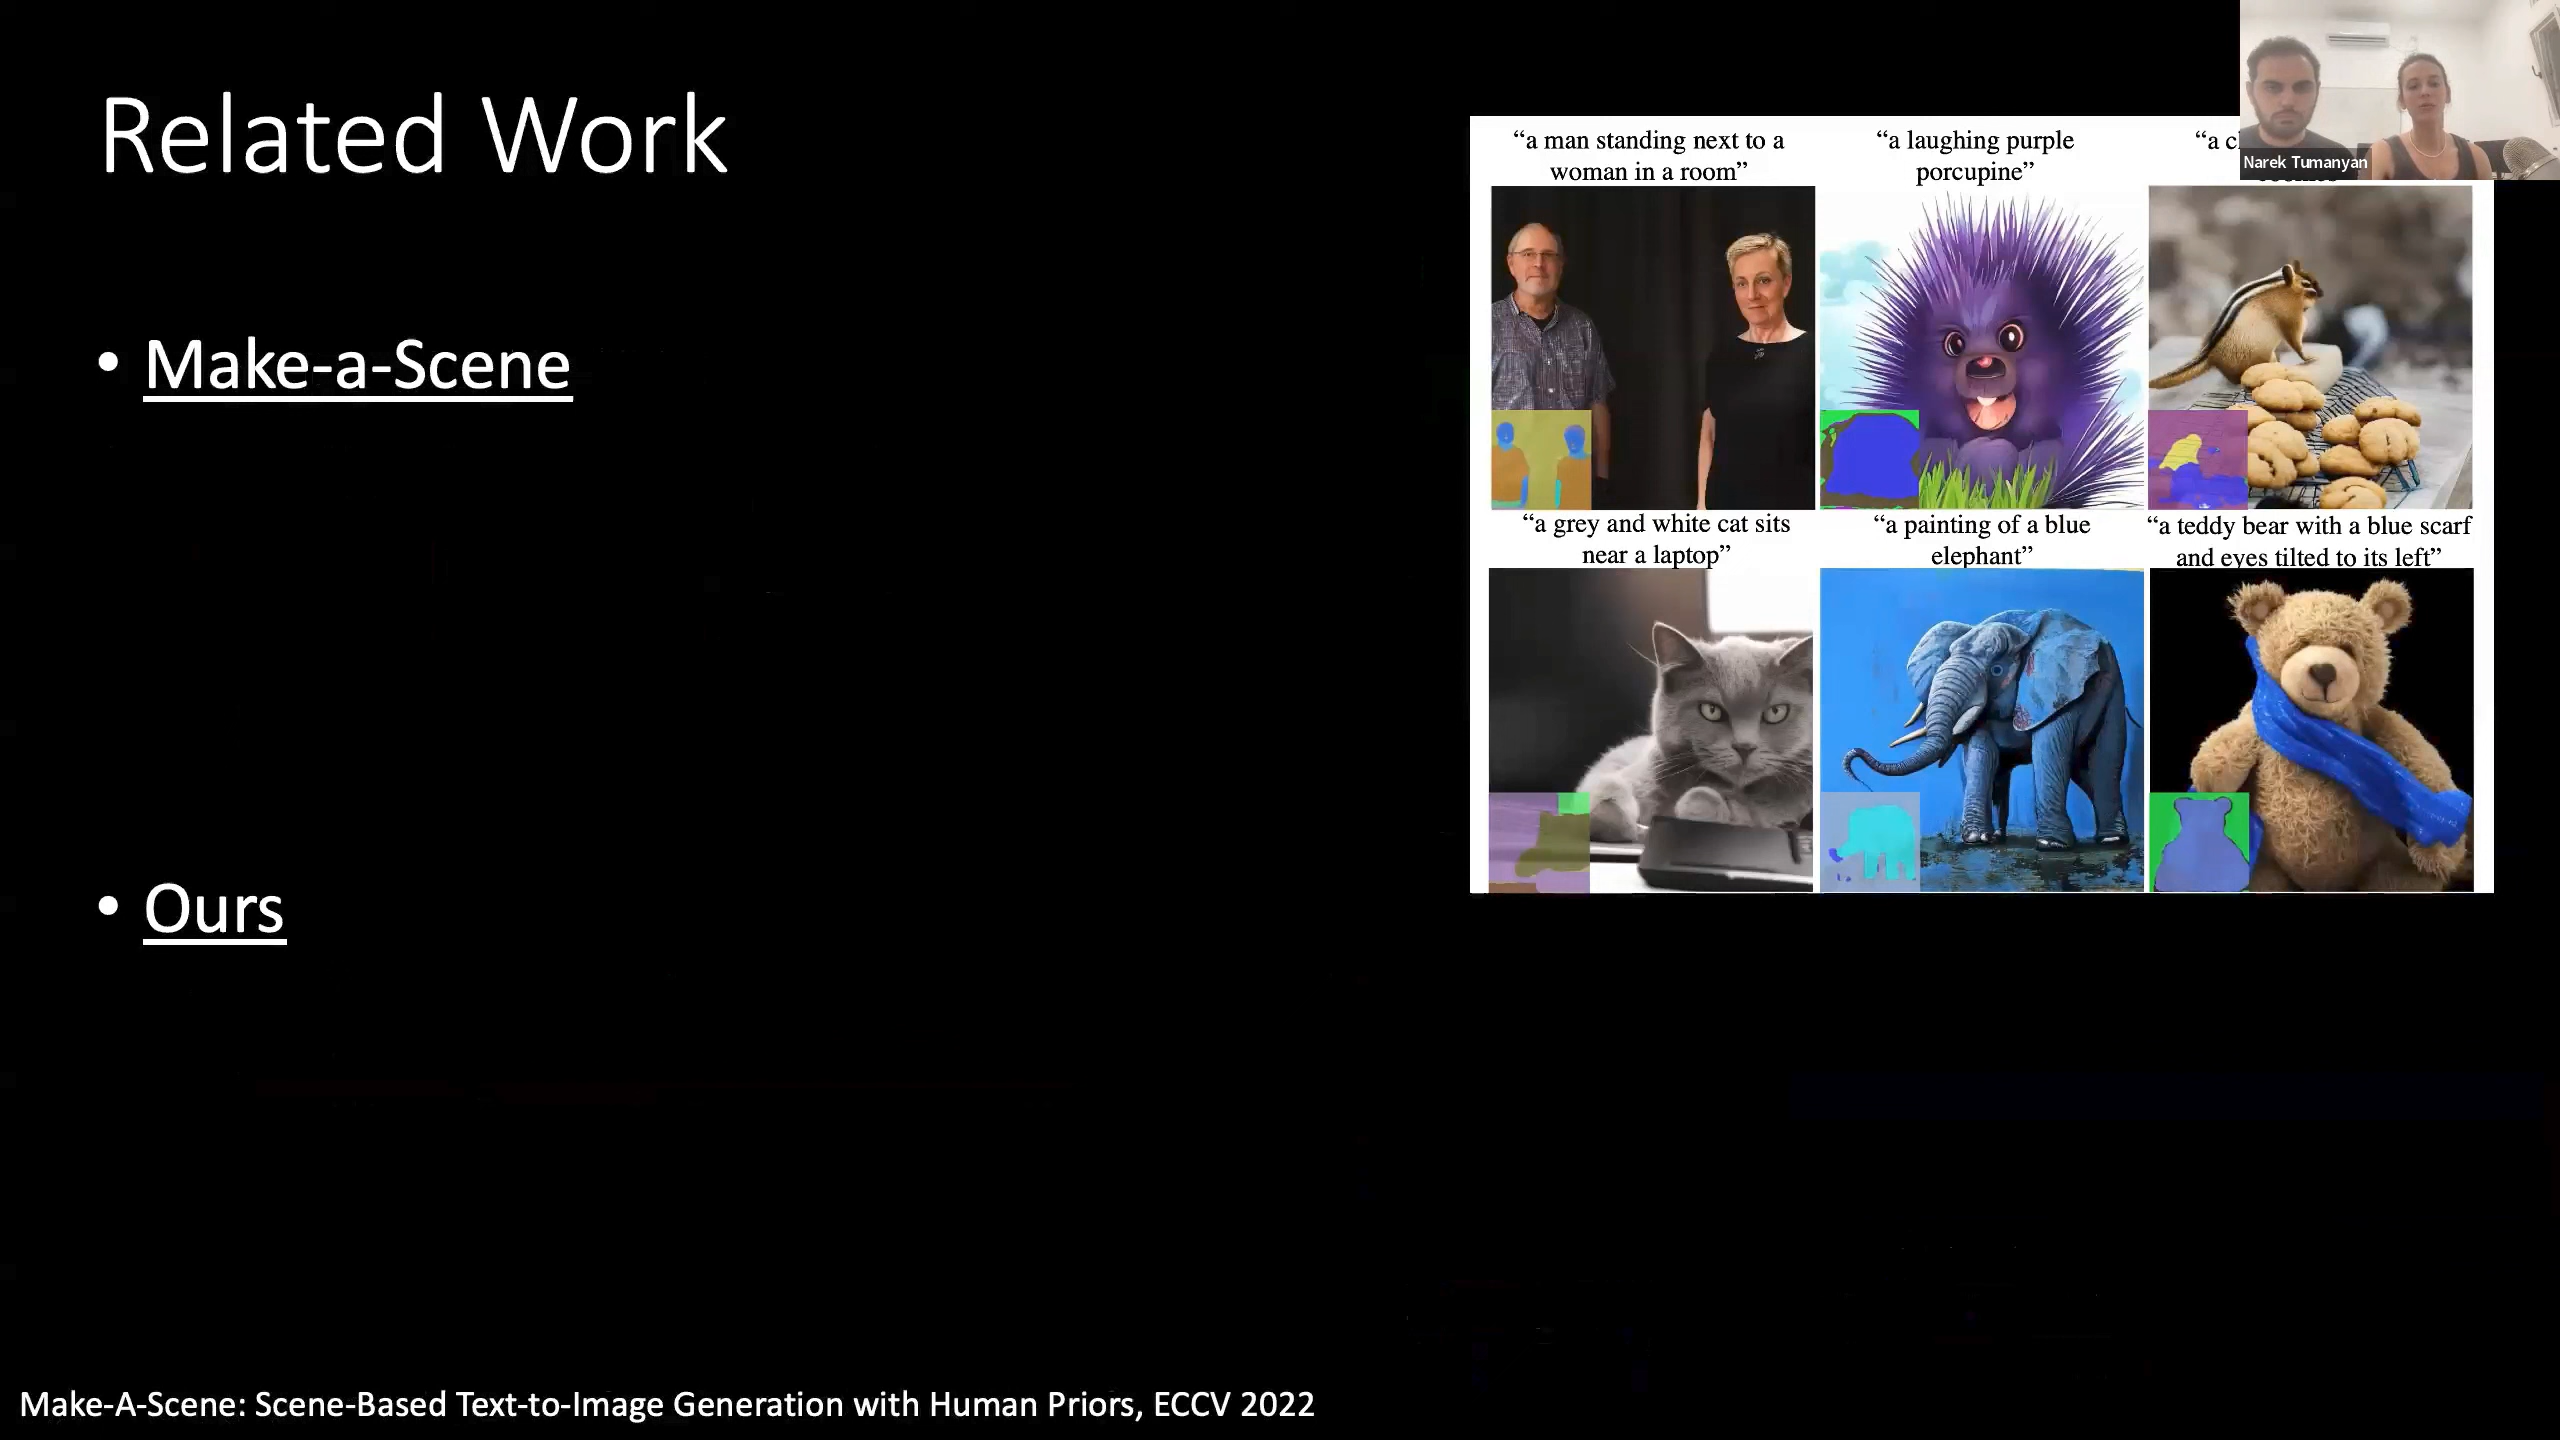 Related Work
• Make-a-Scene
• Ours
“a man standing next to a
woman in a room”
“a laughing purple
porcupine”
“a
Narek Tumanyan
“a grey and white cat sits
near a laptop”
“a painting of a blue
elephant”
“a teddy bear with a blue scarf
and eyes tilted to its left”
Make-A-Scene: Scene-Based Text-to-Image Generation with Human Priors, ECCV 2022